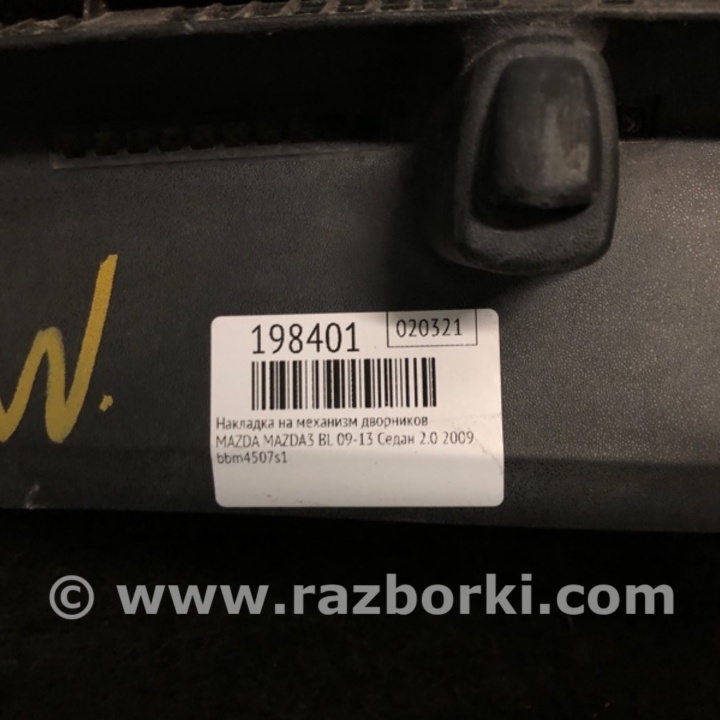 W.
198401
020321
Накладка на механизм дворников
MAZDA MAZDA3 BL 09-13 Седан 2.0 2009
bbm4507s1
© www.razborki.com